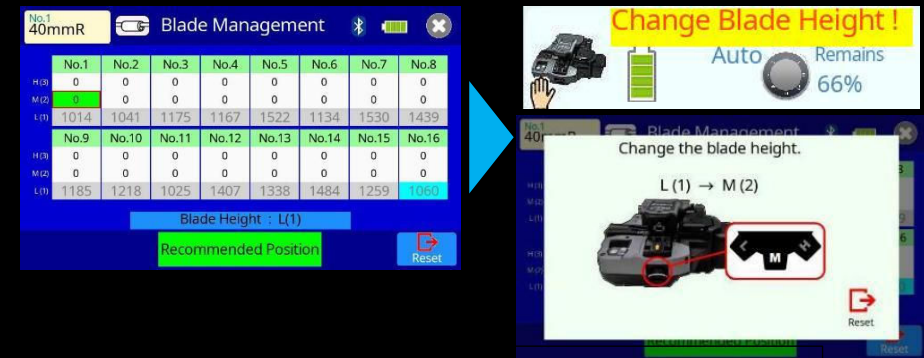 No.1
40mmR
Blade Management
No.1 No.2 No.3 No.4 No.5 No.6 No.7 No.8
H (3) 0 0 0 0 0 0 0 0
M (2) 0 0 0 0 0 0 0 0
L (1) 1014 1041 1175 1167 1522 1134 1530 1439
No.9 No.10 No.11 No.12 No.13 No.14 No.15 No.16
H (3) 0 0 0 0 0 0 0 0
M (2) 0 0 0 0 0 0 0 0
L (1) 1185 1218 1025 1407 1338 1484 1259 1060
Blade Height : L(1)
Recommended Position
Reset
Change Blade Height !
Auto
Remains
66%
No.1
Blade Management
Change the blade height.
L (1) → M (2)
L M H
Reset
Recommended Position
Reset